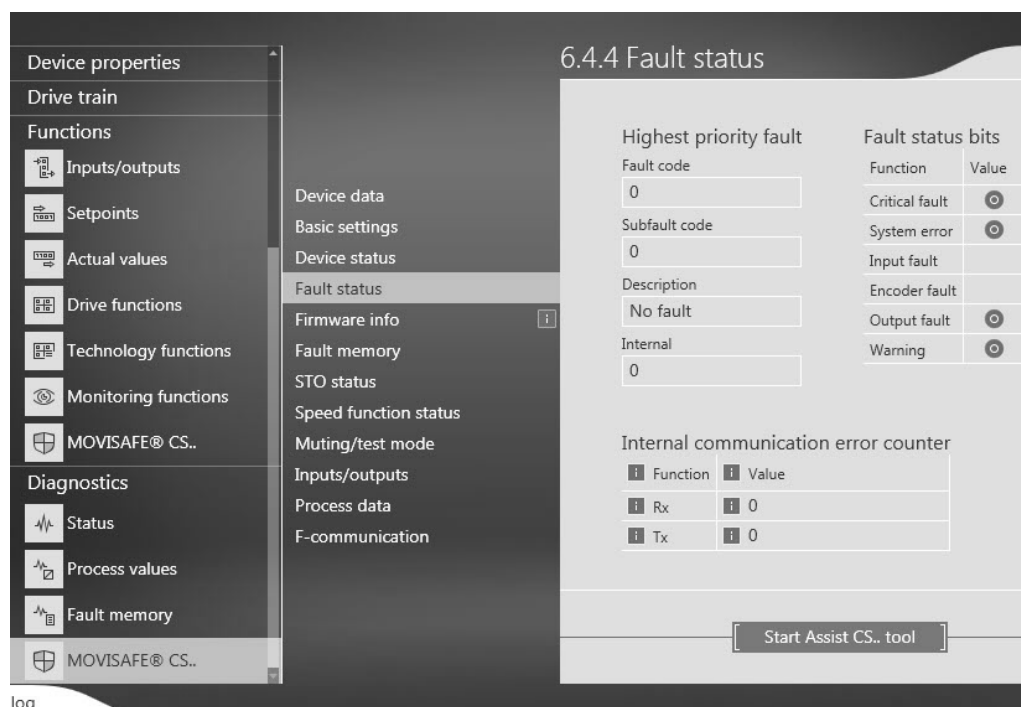 6.4.4 Fault status
Device properties
Drive train
Functions
Inputs/outputs
Setpoints
Actual values
Drive functions
Technology functions
Monitoring functions
MOVISAFE® CS..
Diagnostics
Status
Process values
Fault memory
MOVISAFE® CS..
log
Device data
Basic settings
Device status
Fault status
Firmware info
Fault memory
STO status
Speed function status
Muting/test mode
Inputs/outputs
Process data
F-communication
Highest priority fault
Fault code
0
Subfault code
0
Description
No fault
Internal
0
Fault status bits
Function Value
Critical fault
System error
Input fault
Encoder fault
Output fault
Warning
Internal communication error counter
i Function i Value
i Rx i 0
i Tx i 0
Start Assist CS.. tool